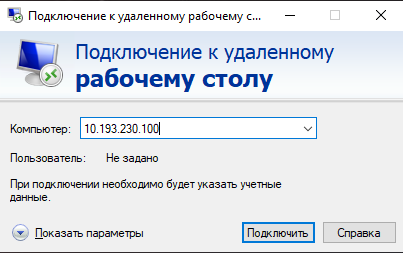 Подключение к удаленному рабочему с...
Подключение к удаленному
рабочему столу
Компьютер: 10.193.230.100
Пользователь: Не задано
При подключении необходимо будет указать учетные
данные.
Показать параметры Подключить Справка